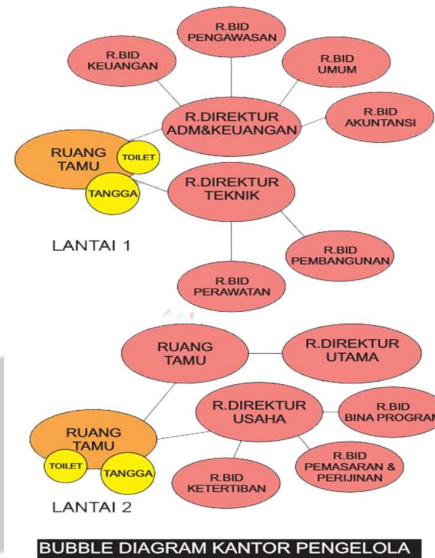 R.BID
PENGAWASAN
R.BID
KEUANGAN
R.BID
UMUM
R.DIREKTUR
ADM&KEUANGAN
R.BID
AKUNTANSI
RUANG
TAMU
TOILET
TANGGA
R.DIREKTUR
TEKNIK
LANTAI 1
R.BID
PEMBANGUNAN
R.BID
PERAWATAN
RUANG
TAMU
R.DIREKTUR
UTAMA
R.DIREKTUR
USAHA
R.BID
BINA PROGRAM
RUANG
TAMU
TOILET
TANGGA
R.BID
PEMASARAN &
PERIJINAN
R.BID
KETERTIBAN
LANTAI 2
BUBBLE DIAGRAM KANTOR PENGELOLA